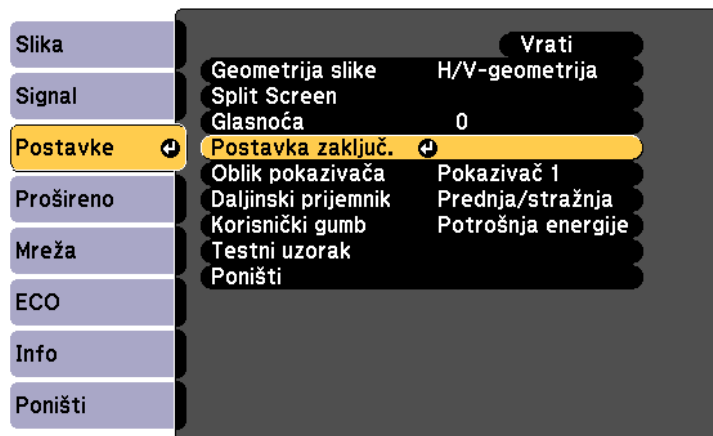 Slika
Signal
Postavke
Prošireno
Mreža
ECO
Info
Poništi
Vrati
Geometrija slike H/V-geometrija
Split Screen
Glasnoća 0
Postavka zaključ.
Oblik pokazivača Pokazivač 1
Daljinski prijemnik Prednja/stražnja
Korisnički gumb Potrošnja energije
Testni uzorak
Poništi